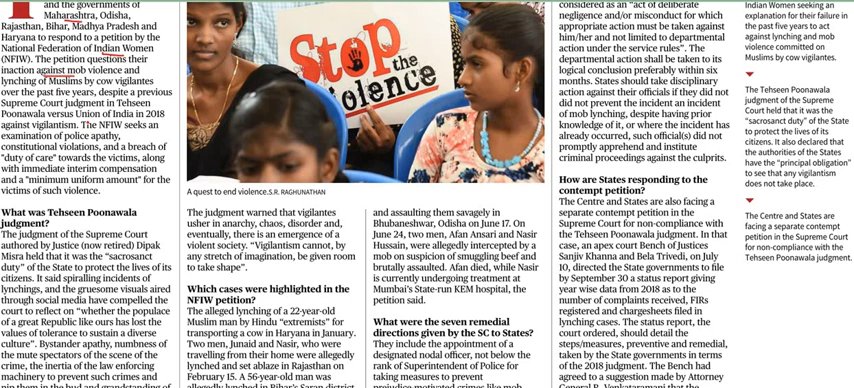 and the governments of
Maharashtra, Odisha,
Rajasthan, Bihar, Madhya Pradesh and
Haryana to respond to a petition by the
National Federation of Indian Women
(NFIW). The petition questions their
inaction against mob violence and
lynching of Muslims by cow vigilantes
over the past five years, despite a previous
Supreme Court judgment in Tehseen
Poonawala versus Union of India in 2018
against vigilantism. The NFIW seeks an
examination of police apathy,
constitutional violations, and a breach of
"duty of care" towards the victims, along
with immediate interim compensation
and a "minimum uniform amount" for the
victims of such violence.
What was Tehseen Poonawala
judgment?
The judgment of the Supreme Court
authored by Justice (now retired) Dipak
Misra held that it was the “sacrosanct
duty” of the State to protect the lives of its
citizens. It said spiralling incidents of
lynchings, and the gruesome visuals aired
through social media have compelled the
court to reflect on “whether the populace
of a great Republic like ours has lost the
values of tolerance to sustain a diverse
culture”. Bystander apathy, numbness of
the mute spectators of the scene of the
crime, the inertia of the law enforcing
machinery to prevent such crimes and
Stop
the
violence
A quest to end violence. S.R. RAGHUNATHAN
The judgment warned that vigilantes
usher in anarchy, chaos, disorder and,
eventually, there is an emergence of a
violent society. “Vigilantism cannot, by
any stretch of imagination, be given room
to take shape”.
Which cases were highlighted in the
NFIW petition?
The alleged lynching of a 22-year-old
Muslim man by Hindu “extremists” for
transporting a cow in Haryana in January.
Two men, Junaid and Nasir, who were
travelling from their home were allegedly
lynched and set ablaze in Rajasthan on
February 15. A 56-year-old man was
allegedly lynched in Bihar's Saran district
and assaulting them savagely in
Bhubaneshwar, Odisha on June 17. On
June 24, two men, Afan Ansari and Nasir
Hussain, were allegedly intercepted by a
mob on suspicion of smuggling beef and
brutally assaulted. Afan died, while Nasir
is currently undergoing treatment at
Mumbai’s State-run KEM hospital, the
petition said.
What were the seven remedial
directions given by the SC to States?
They include the appointment of a
designated nodal officer, not below the
rank of Superintendent of Police for
taking measures to prevent
prejudice-motivated crimes like mob
considered as an “act of deliberate
negligence and/or misconduct for which
appropriate action must be taken against
him/her and not limited to departmental
action under the service rules”. The
departmental action shall be taken to its
logical conclusion preferably within six
months. States should take disciplinary
action against their officials if they did not
did not prevent the incident an incident
of mob lynching, despite having prior
knowledge of it, or where the incident has
already occurred, such official(s) did not
promptly apprehend and institute
criminal proceedings against the culprits.
How are States responding to the
contempt petition?
The Centre and States are also facing a
separate contempt petition in the
Supreme Court for non-compliance with
the Tehseen Poonawala judgment. In that
case, an apex court Bench of Justices
Sanjiv Khanna and Bela Trivedi, on July
10, directed the State governments to file
by September 30 a status report giving
year wise data from 2018 as to the
number of complaints received, FIRs
registered and chargesheets filed in
lynching cases. The status report, the
court ordered, should detail the
steps/measures, preventive and remedial,
taken by the State governments in terms
of the 2018 judgment. The Bench had
agreed to a suggestion made by Attorney
Indian Women seeking an
explanation for their failure in
the past five years to act
against lynching and mob
violence committed on
Muslims by cow vigilantes.
The Tehseen Poonawala
judgment of the Supreme
Court held that it was the
“sacrosanct duty” of the State
to protect the lives of its
citizens. It also declared that
the authorities of the States
have the “principal obligation”
to see that any vigilantism
does not take place.
The Centre and States are
facing a separate contempt
petition in the Supreme Court
for non-compliance with the
Tehseen Poonawala judgment.